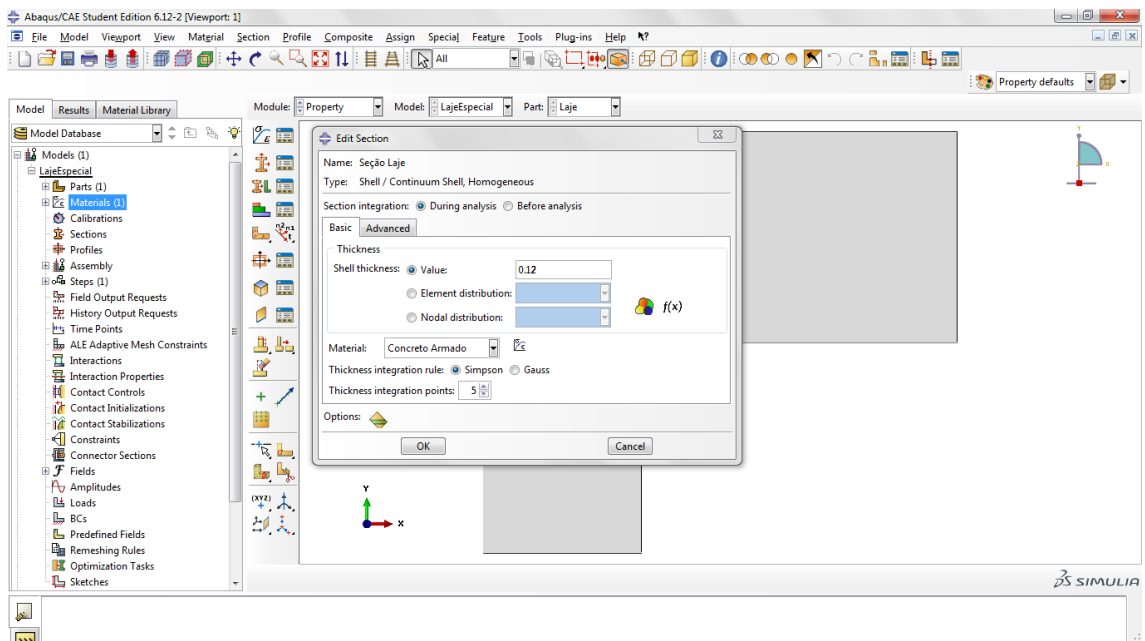 Abaqus/CAE Student Edition 6.12-2 [Viewport: 1]
File Model Viewport View Material Section Profile Composite Assign Special Feature Tools Plug-ins Help
All
Property defaults
Model Results Material Library
Module: Property Model: LajeEspecial Part: Laje
Model Database
Models (1)
LajeEspecial
Parts (1)
Materials (1)
Calibrations
Sections
Profiles
Assembly
Steps (1)
Field Output Requests
History Output Requests
Time Points
ALE Adaptive Mesh Constraints
Interactions
Interaction Properties
Contact Controls
Contact Initializations
Contact Stabilizations
Constraints
Connector Sections
Fields
Amplitudes
Loads
BCs
Predefined Fields
Remeshing Rules
Optimization Tasks
Sketches
Edit Section
Name: Seção Laje
Type: Shell / Continuum Shell, Homogeneous
Section integration: During analysis Before analysis
Basic Advanced
Thickness
Shell thickness: Value: 0.12
Element distribution:
f(x)
Nodal distribution:
Material: Concreto Armado
Thickness integration rule: Simpson Gauss
Thickness integration points: 5
Options:
OK Cancel
(XYZ)
Y
X
Y
X
SIMULIA